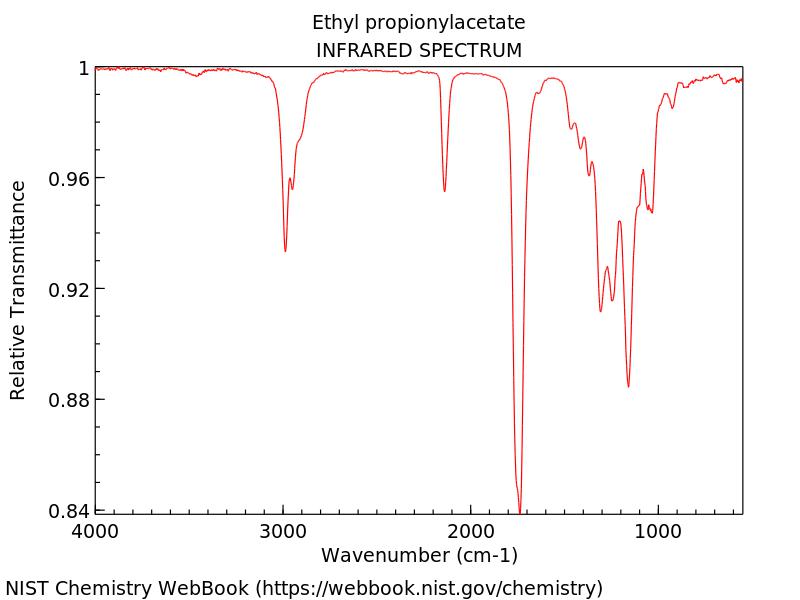 Ethyl propionylacetate
INFRARED SPECTRUM
1
0.96
0.92
0.88
0.84
Relative Transmittance
4000 3000 2000 1000
Wavenumber (cm-1)
NIST Chemistry WebBook (https://webbook.nist.gov/chemistry)